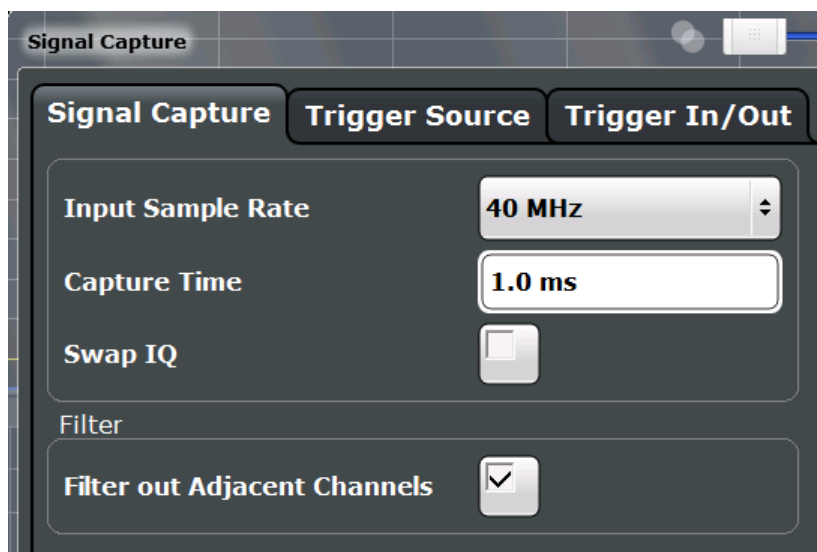 Signal Capture
Signal Capture Trigger Source Trigger In/Out
Input Sample Rate 40 MHz
Capture Time 1.0 ms
Swap IQ
Filter
Filter out Adjacent Channels